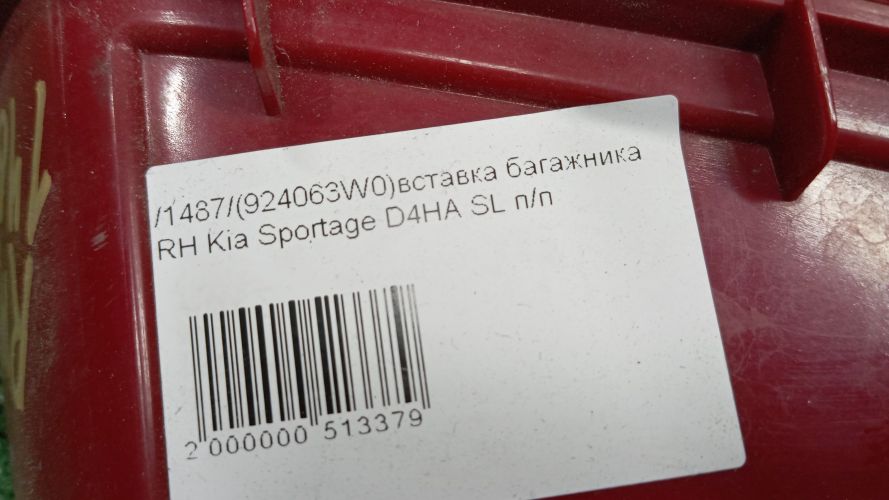 /1487/(924063W0)вставка багажника
RH Kia Sportage D4HA SL п/п
2 000000 513379